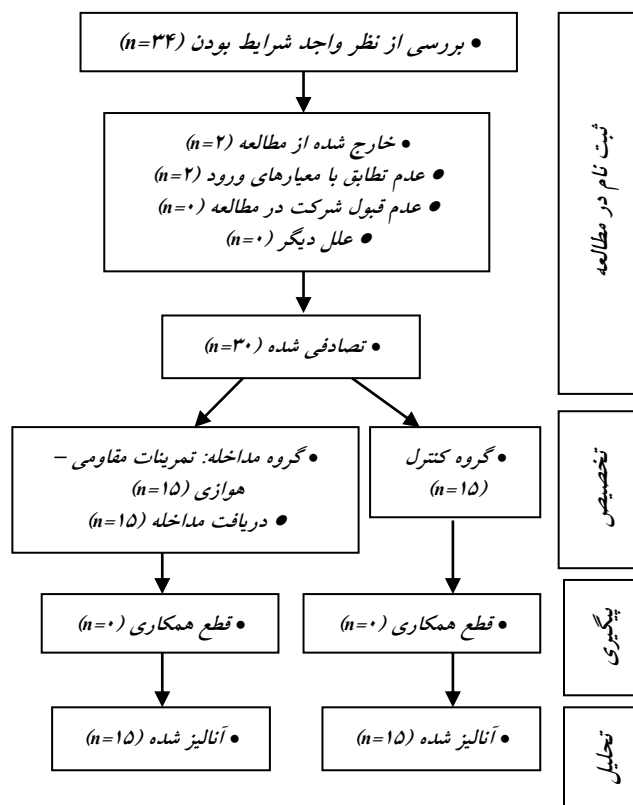 • بررسی از نظر واجد شرایط بودن (n=۳۴)
• خارج شده از مطالعه (n=۲)
• عدم تطابق با معیارهای ورود (n=۲)
• عدم قبول شرکت در مطالعه (n=۰)
• علل دیگر (n=۰)
• تصادفی شده (n=۳۰)
ثبت نام در مطالعه
• گروه مداخله: تمرینات مقاومی –
هوازی (n=۱۵)
• دریافت مداخله (n=۱۵)
• گروه کنترل
(n=۱۵)
تخصیص
• قطع همکاری (n=۰)
• قطع همکاری (n=۰)
پیگیری
• آنالیز شده (n=۱۵)
• آنالیز شده (n=۱۵)
تحلیل